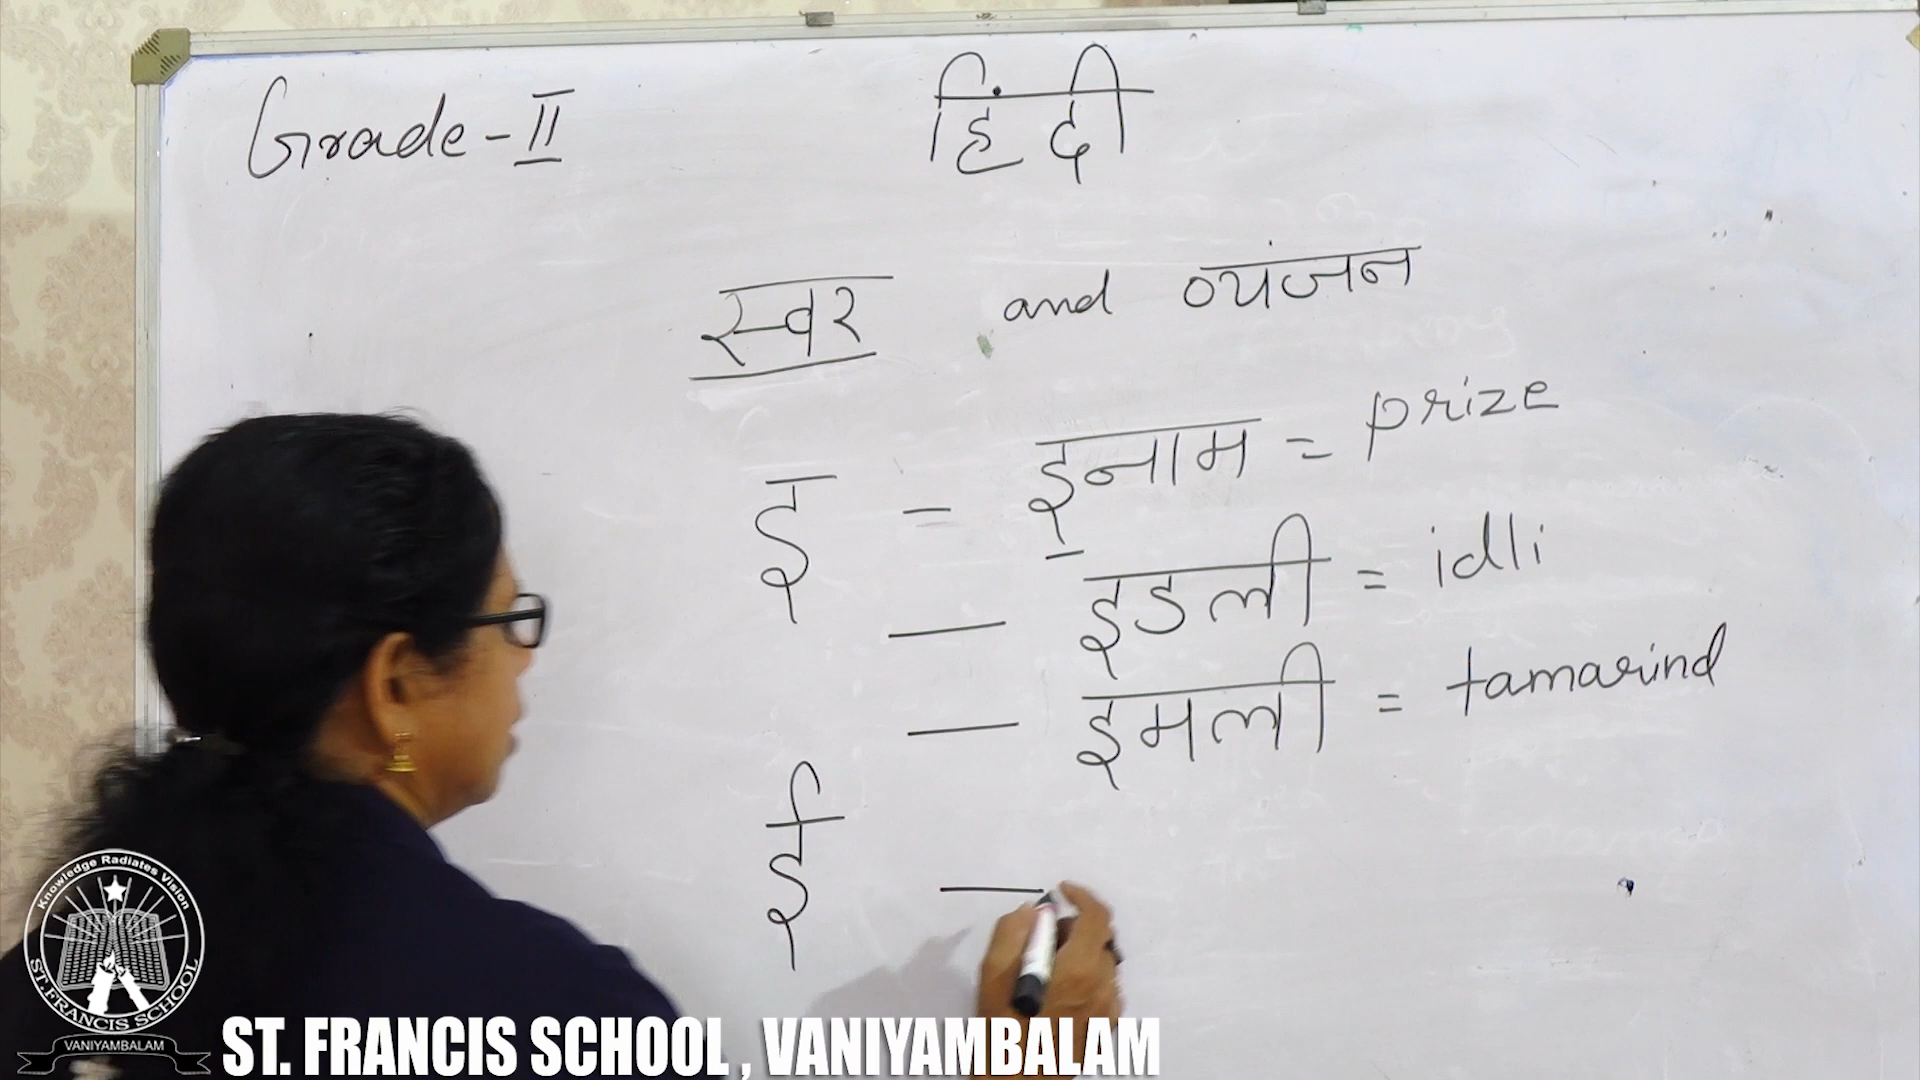 Grade - II
हिंदी
स्वर and व्यंजन
इ - इनाम = prize
— इडली = idli
— इमली = tamarind
ई —
Knowledge Radiates Vision
ST. FRANCIS SCHOOL
VANIYAMBALAM
ST. FRANCIS SCHOOL , VANIYAMBALAM